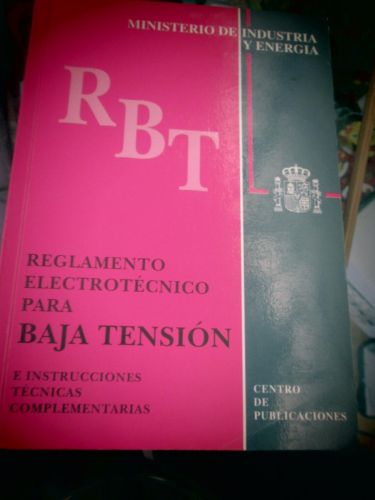 MINISTERIO DE INDUSTRIA
Y ENERGIA
RBT
REGLAMENTO
ELECTROTÉCNICO
PARA
BAJA TENSIÓN
E INSTRUCCIONES
TÉCNICAS
COMPLEMENTARIAS
CENTRO
DE
PUBLICACIONES